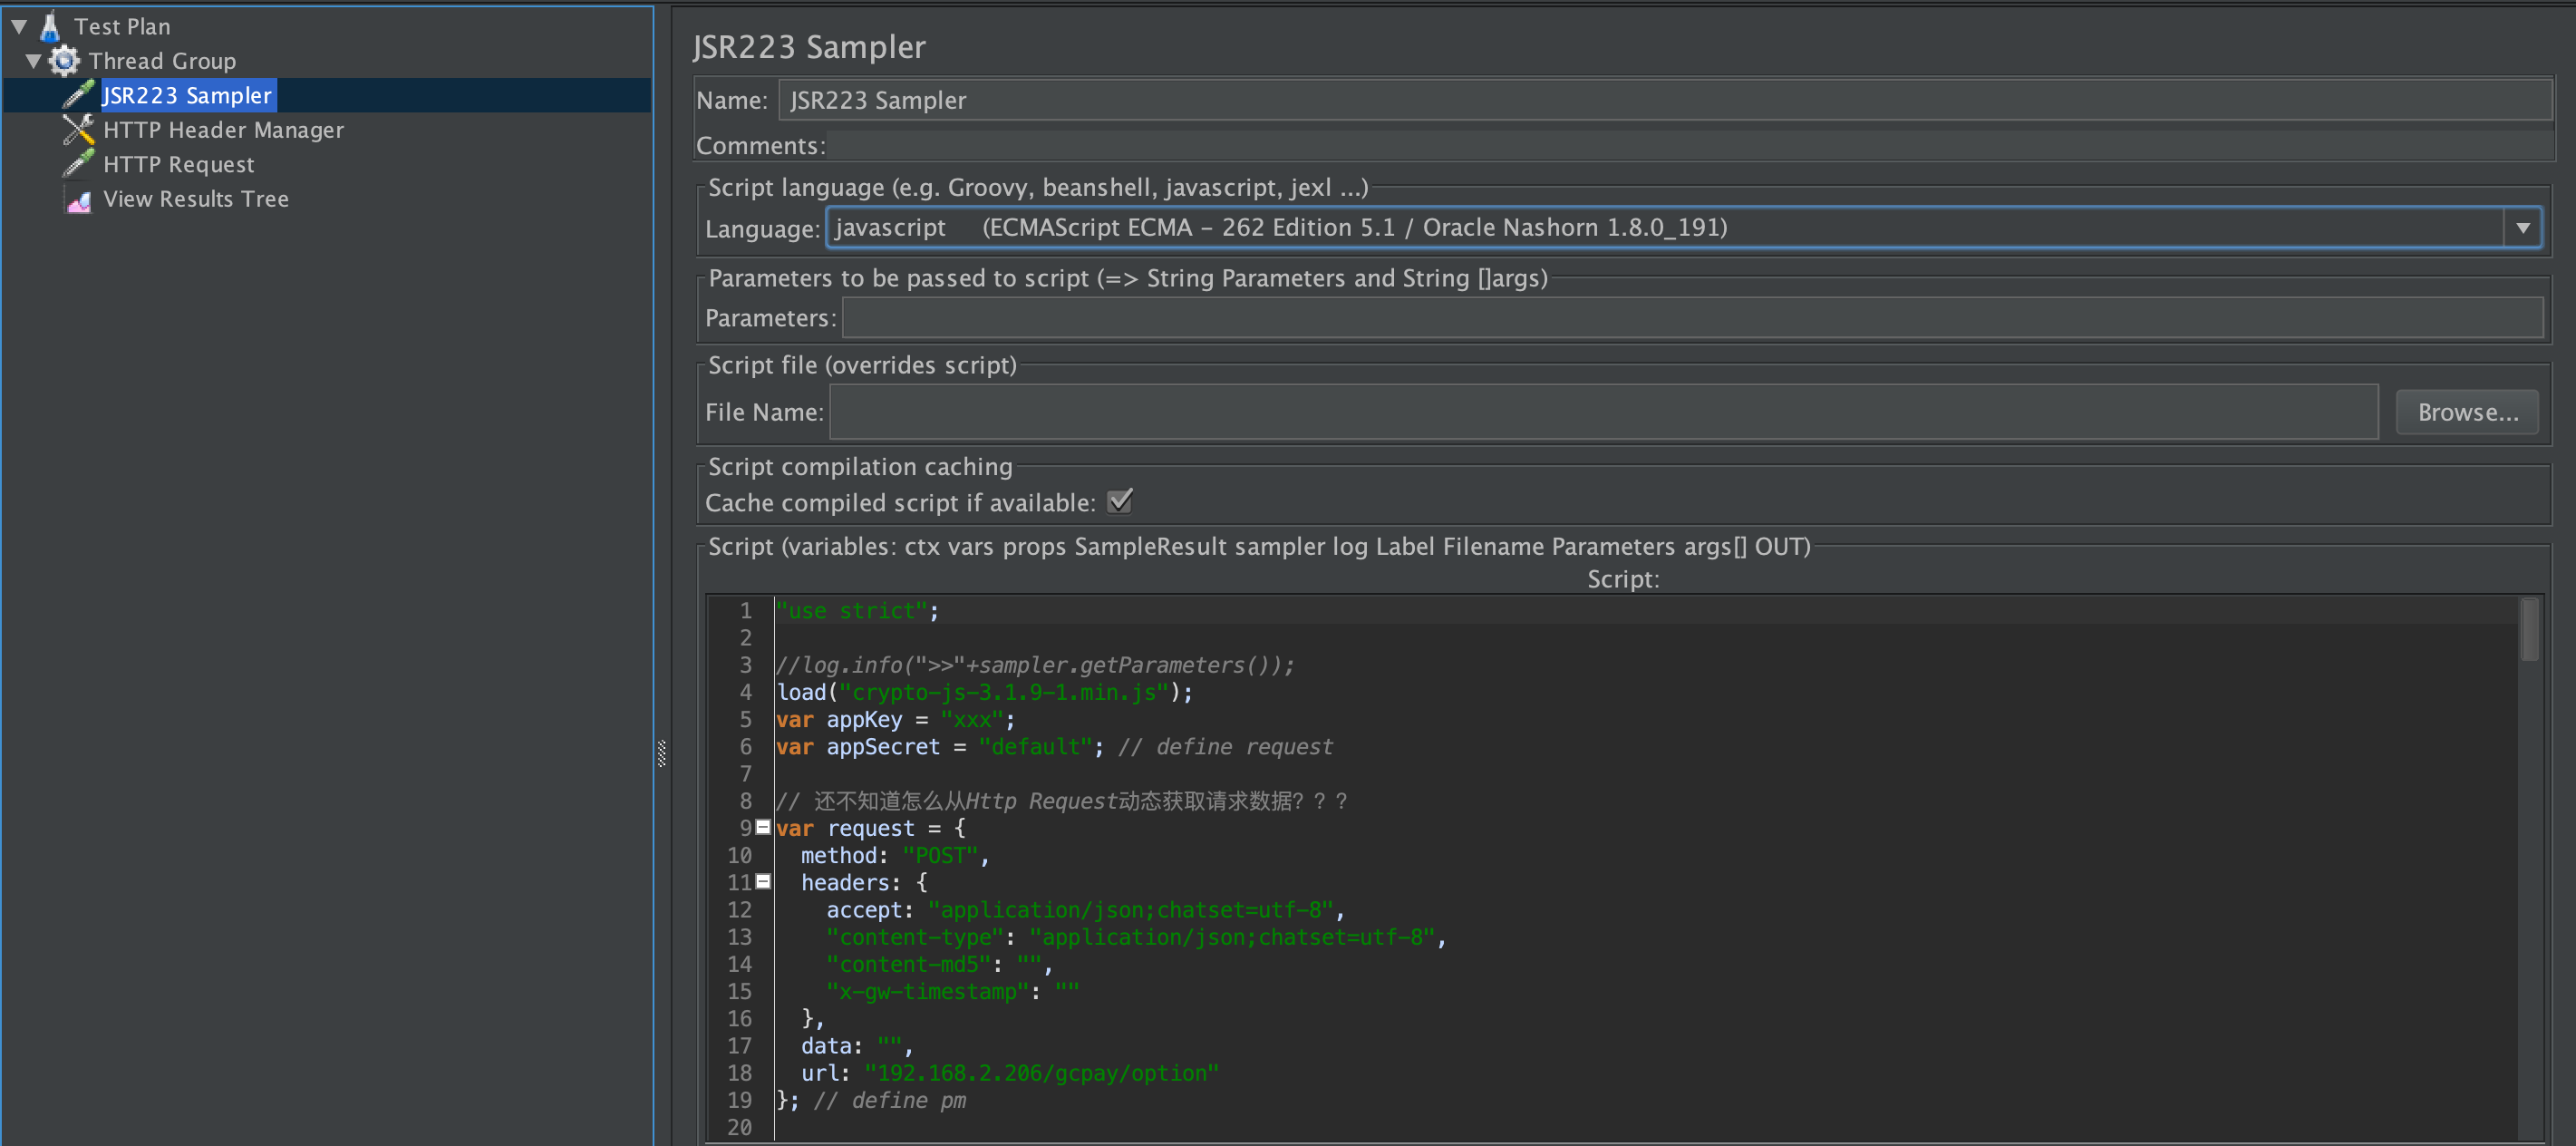 Test Plan
Thread Group
JSR223 Sampler
HTTP Header Manager
HTTP Request
View Results Tree
JSR223 Sampler
Name: JSR223 Sampler
Comments:
Script language (e.g. Groovy, beanshell, javascript, jexl ...)
Language: javascript (ECMAScript ECMA - 262 Edition 5.1 / Oracle Nashorn 1.8.0_191)
Parameters to be passed to script (=> String Parameters and String []args)
Parameters:
Script file (overrides script)
File Name: Browse...
Script compilation caching
Cache compiled script if available:
Script (variables: ctx vars props SampleResult sampler log Label Filename Parameters args[] OUT)
Script:
1 "use strict";
2
3 //log.info(">>"+sampler.getParameters());
4 load("crypto-js-3.1.9-1.min.js");
5 var appKey = "xxx";
6 var appSecret = "default"; // define request
7
8 // 还不知道怎么从Http Request动态获取请求数据？？？
9 var request = {
10 method: "POST",
11 headers: {
12 accept: "application/json;chatset=utf-8",
13 "content-type": "application/json;chatset=utf-8",
14 "content-md5": "",
15 "x-gw-timestamp": ""
16 },
17 data: "",
18 url: "192.168.2.206/gcpay/option"
19 }; // define pm
20